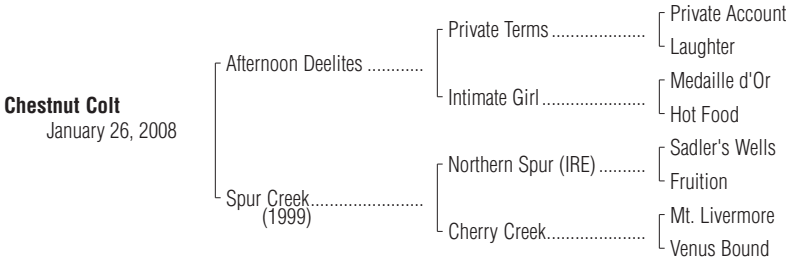 Private Account
Private Terms .....................
Laughter
Afternoon Deelites ............
Medaille d'Or
Intimate Girl.......................
Hot Food
Chestnut Colt
January 26, 2008
Sadler's Wells
Northern Spur (IRE) ..........
Fruition
Spur Creek.........................
(1999)
Mt. Livermore
Cherry Creek......................
Venus Bound